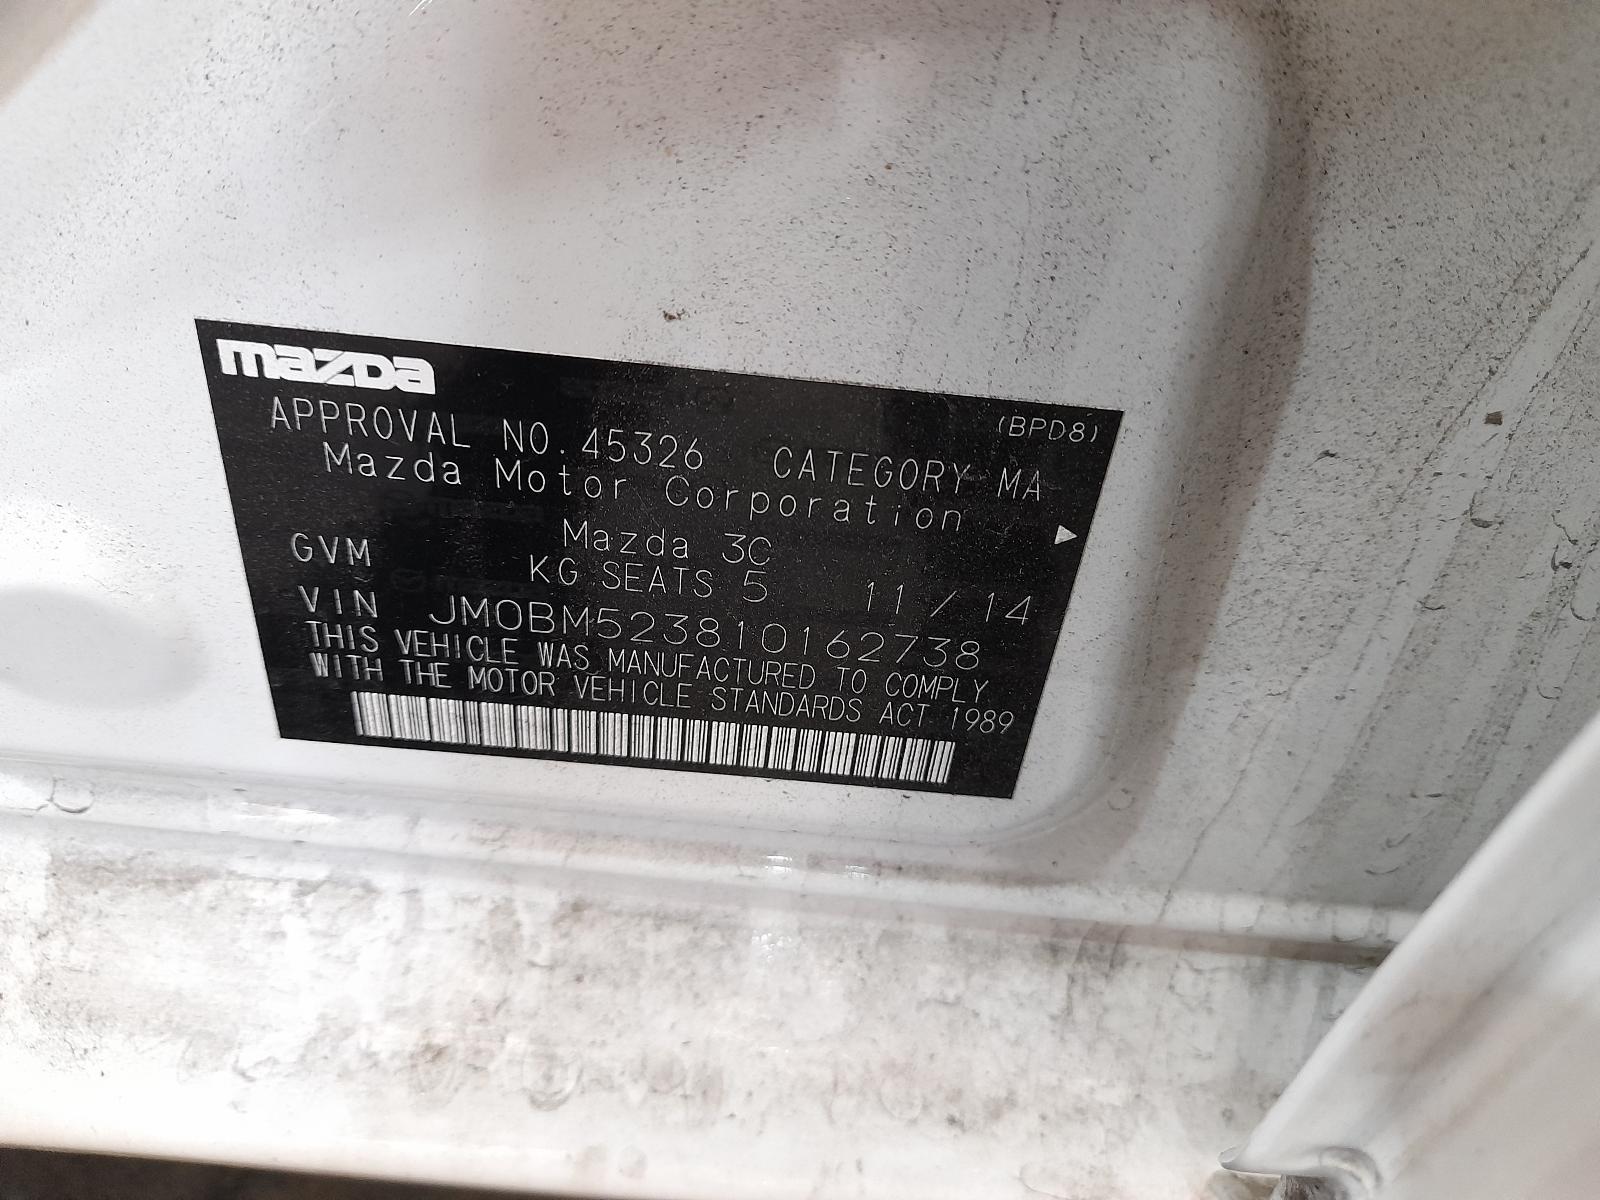 mazda
(BPD8)
APPROVAL NO.45326 CATEGORY MA
Mazda Motor Corporation
Mazda 3C
GVM KG SEATS 5 11/14
VIN JM0BM523810162738
THIS VEHICLE WAS MANUFACTURED TO COMPLY
WITH THE MOTOR VEHICLE STANDARDS ACT 1989